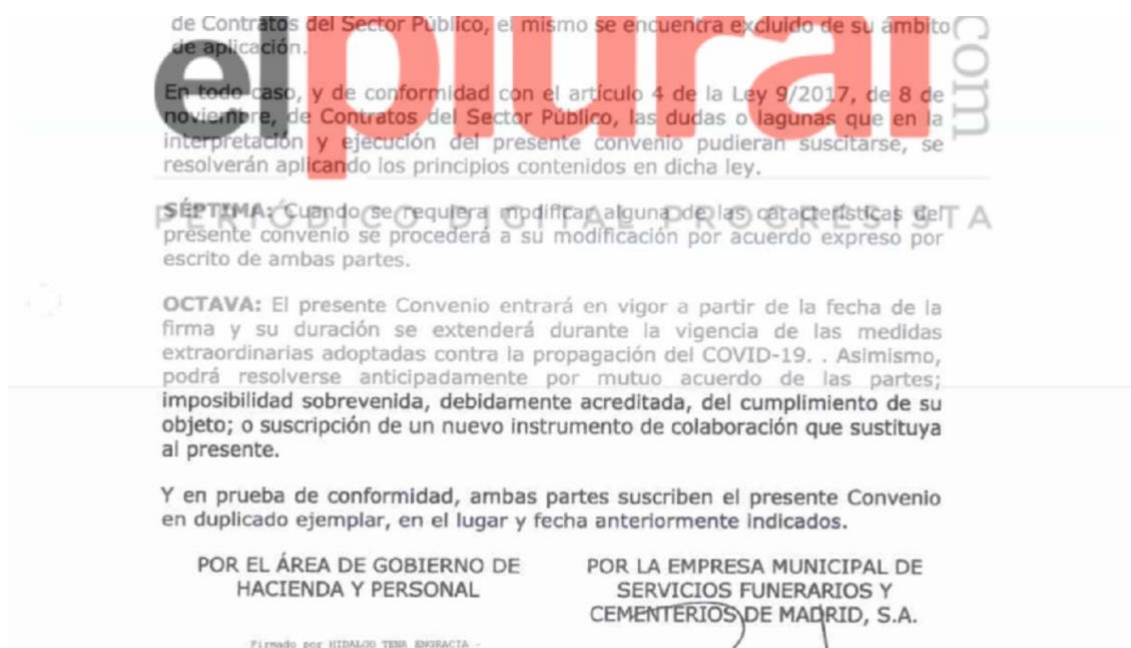 de Contratos del Sector Público, el mismo se encuentra excluido de su ámbito
de aplicación.
elplural
com
En todo caso, y de conformidad con el artículo 4 de la Ley 9/2017, de 8 de
noviembre, de Contratos del Sector Público, las dudas o lagunas que en la
interpretación y ejecución del presente convenio pudieran suscitarse, se
resolverán aplicando los principios contenidos en dicha ley.
PERIÓDICO DIGITAL PROGRESISTA
SÉPTIMA: Cuando se requiera modificar alguna de las características del
presente convenio se procederá a su modificación por acuerdo expreso por
escrito de ambas partes.
OCTAVA: El presente Convenio entrará en vigor a partir de la fecha de la
firma y su duración se extenderá durante la vigencia de las medidas
extraordinarias adoptadas contra la propagación del COVID-19. . Asimismo,
podrá resolverse anticipadamente por mutuo acuerdo de las partes;
imposibilidad sobrevenida, debidamente acreditada, del cumplimiento de su
objeto; o suscripción de un nuevo instrumento de colaboración que sustituya
al presente.
Y en prueba de conformidad, ambas partes suscriben el presente Convenio
en duplicado ejemplar, en el lugar y fecha anteriormente indicados.
POR EL ÁREA DE GOBIERNO DE
HACIENDA Y PERSONAL
POR LA EMPRESA MUNICIPAL DE
SERVICIOS FUNERARIOS Y
CEMENTERIOS DE MADRID, S.A.
Firmado por HIDALGO TENA ENGRACIA -